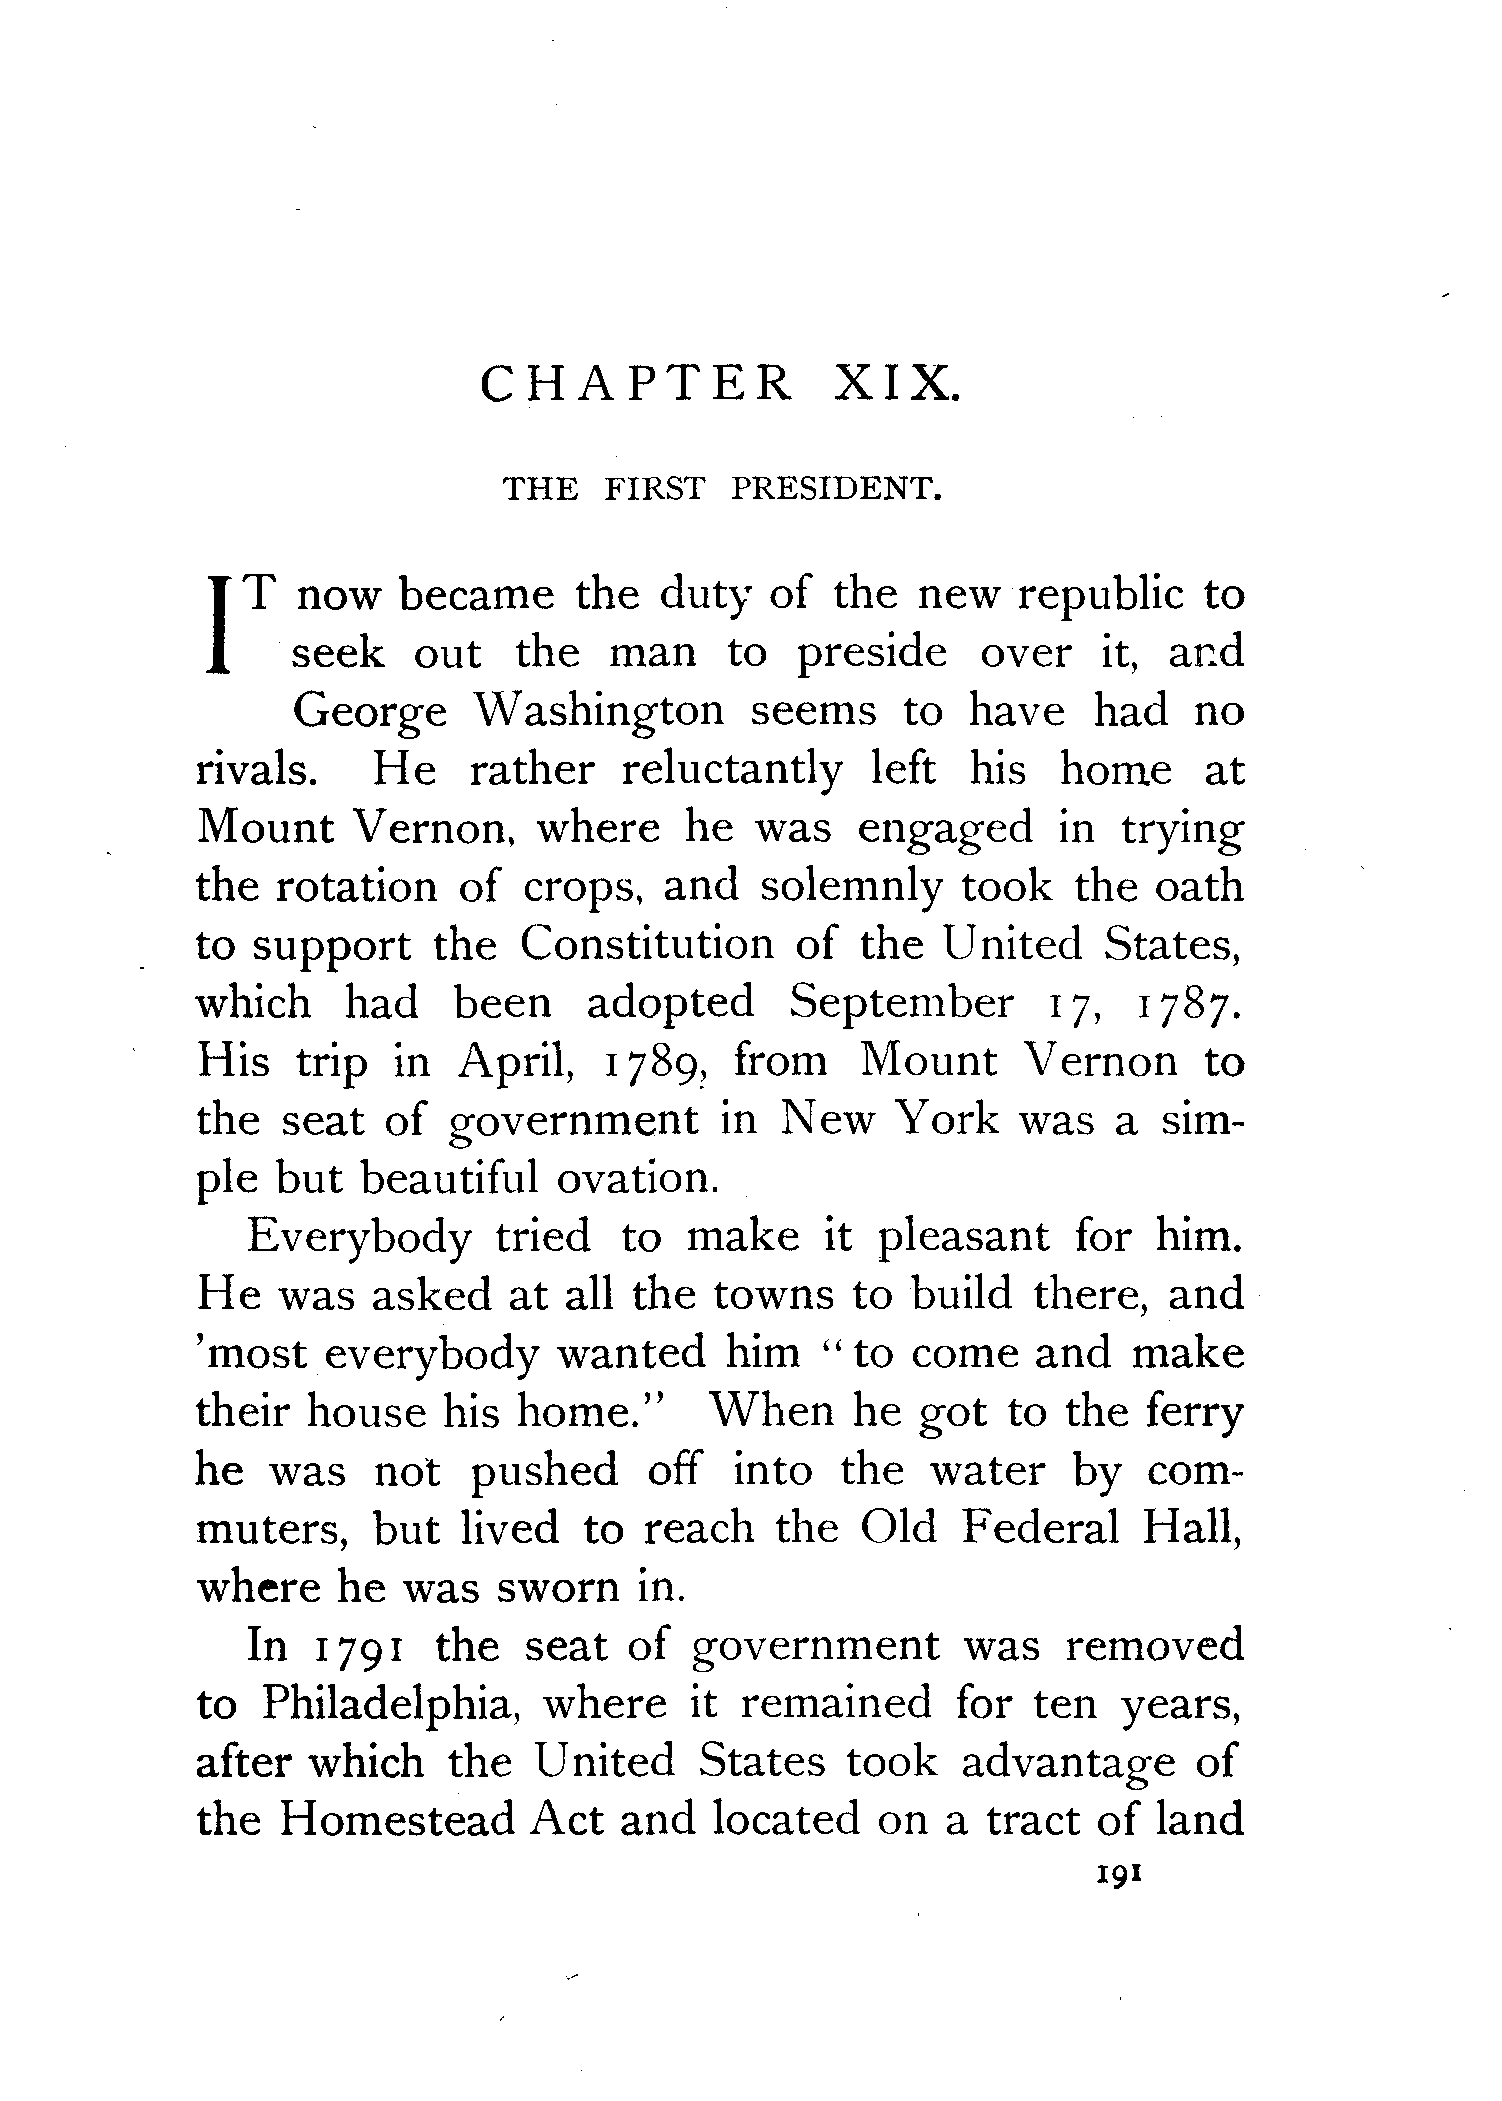 CHAPTER XIX.
THE FIRST PRESIDENT.
IT now became the duty of the new republic to
seek out the man to preside over it, and
George Washington seems to have had no
rivals. He rather reluctantly left his home at
Mount Vernon, where he was engaged in trying
the rotation of crops, and solemnly took the oath
to support the Constitution of the United States,
which had been adopted September 17, 1787.
His trip in April, 1789, from Mount Vernon to
the seat of government in New York was a sim-
ple but beautiful ovation.
Everybody tried to make it pleasant for him.
He was asked at all the towns to build there, and
'most everybody wanted him "to come and make
their house his home." When he got to the ferry
he was not pushed off into the water by com-
muters, but lived to reach the Old Federal Hall,
where he was sworn in.
In 1791 the seat of government was removed
to Philadelphia, where it remained for ten years,
after which the United States took advantage of
the Homestead Act and located on a tract of land
191